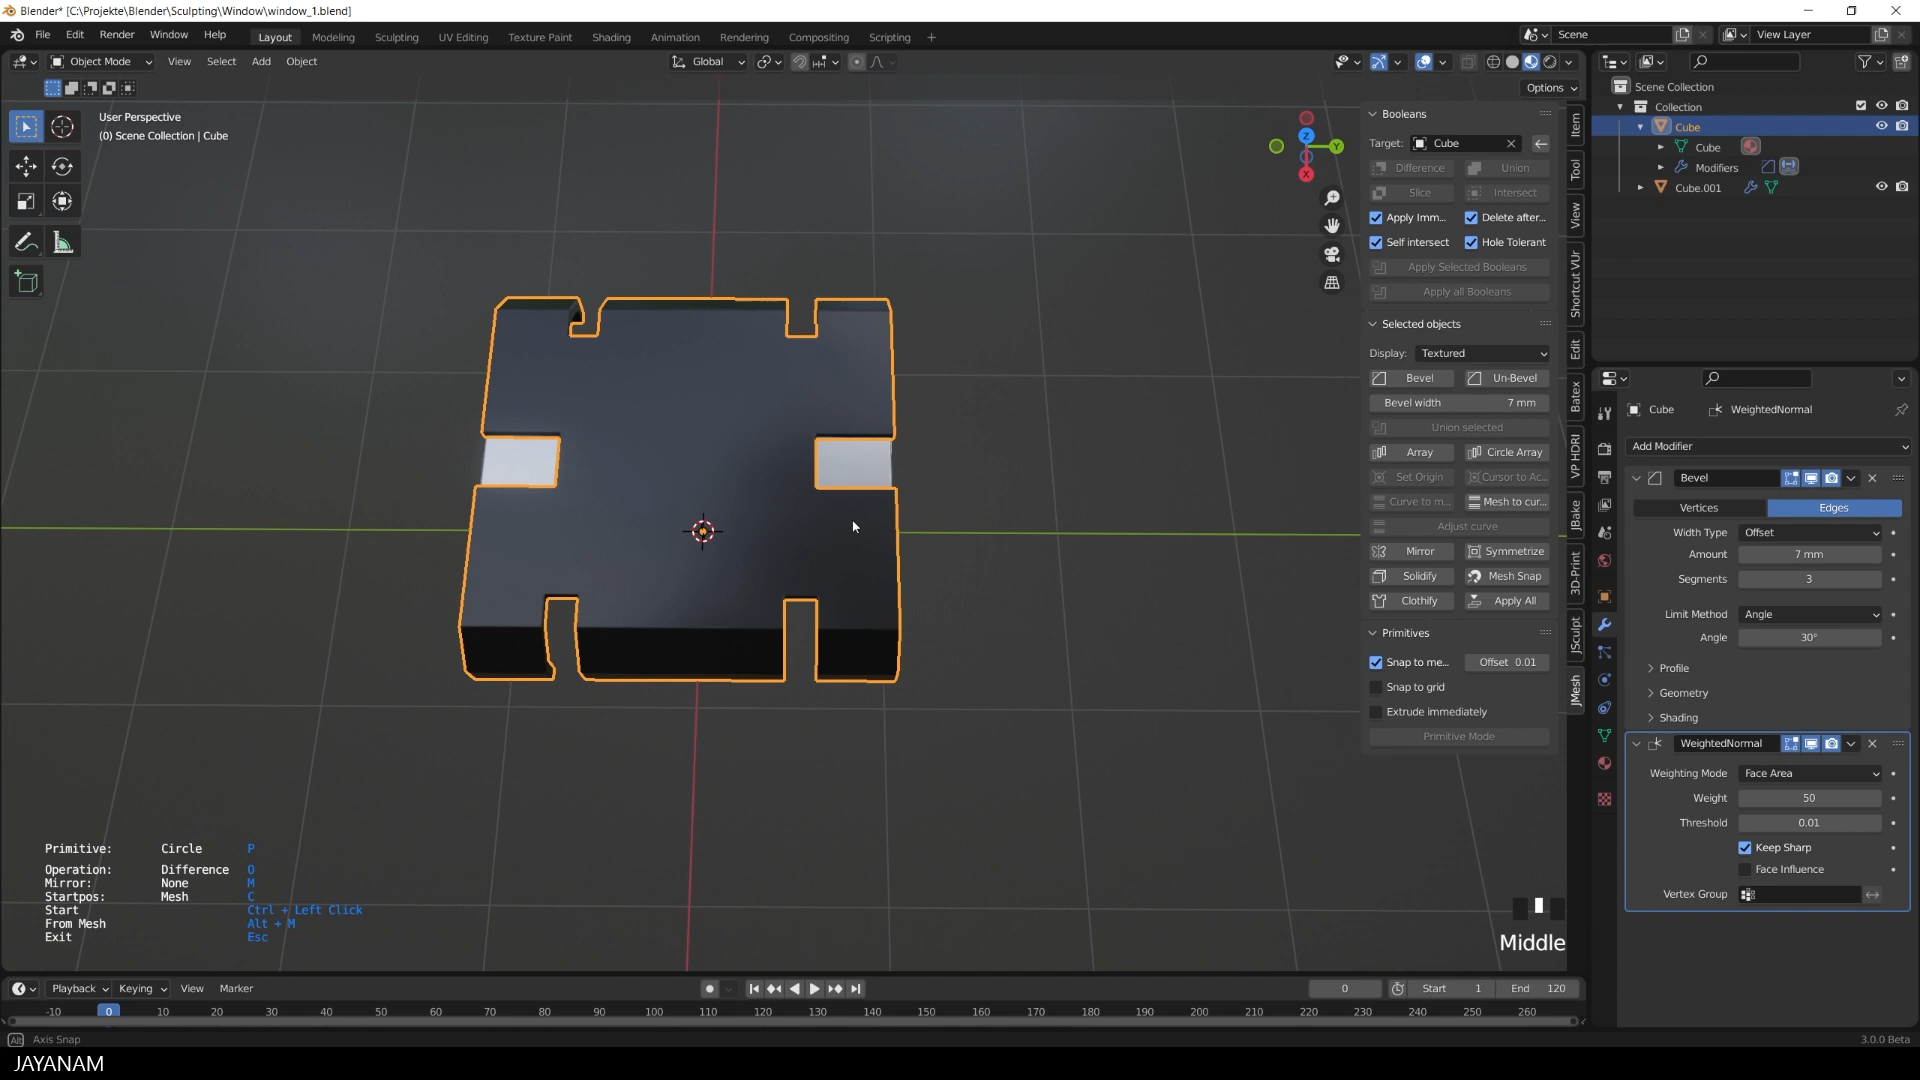 Blender* [C:\Projekte\Blender\Sculpting\Window\window_1.blend]
File Edit Render Window Help Layout Modeling Sculpting UV Editing Texture Paint Shading Animation Rendering Compositing Scripting + Scene View Layer
Object Mode View Select Add Object Global
Options
User Perspective
(0) Scene Collection | Cube
Z
Y
X
Booleans
Target: Cube
Difference Union
Slice Intersect
Apply Imm... Delete after...
Self intersect Hole Tolerant
Apply Selected Booleans
Apply all Booleans
Selected objects
Display: Textured
Bevel Un-Bevel
Bevel width 7 mm
Union selected
Array Circle Array
Set Origin Cursor to Ac...
Curve to m... Mesh to cur...
Adjust curve
Mirror Symmetrize
Solidify Mesh Snap
Clothify Apply All
Primitives
Snap to me... Offset 0.01
Snap to grid
Extrude immediately
Primitive Mode
Item
Tool
View
Shortcut VUr
Edit
Batex
VP HDRI
JBake
3D-Print
JSculpt
JMesh
Scene Collection
Collection
Cube
Cube
Modifiers
Cube.001
Cube WeightedNormal
Add Modifier
Bevel
Vertices Edges
Width Type Offset
Amount 7 mm
Segments 3
Limit Method Angle
Angle 30°
Profile
Geometry
Shading
WeightedNormal
Weighting Mode Face Area
Weight 50
Threshold 0.01
Keep Sharp
Face Influence
Vertex Group
Primitive: Circle P
Operation: Difference O
Mirror: None M
Startpos: Mesh C
Start Ctrl + Left Click
From Mesh Alt + M
Exit Esc
Middle
Playback Keying View Marker 0 Start 1 End 120
-10 0 10 20 30 40 50 60 70 80 90 100 110 120 130 140 150 160 170 180 190 200 210 220 230 240 250 260
Alt Axis Snap 3.0.0 Beta
JAYANAM